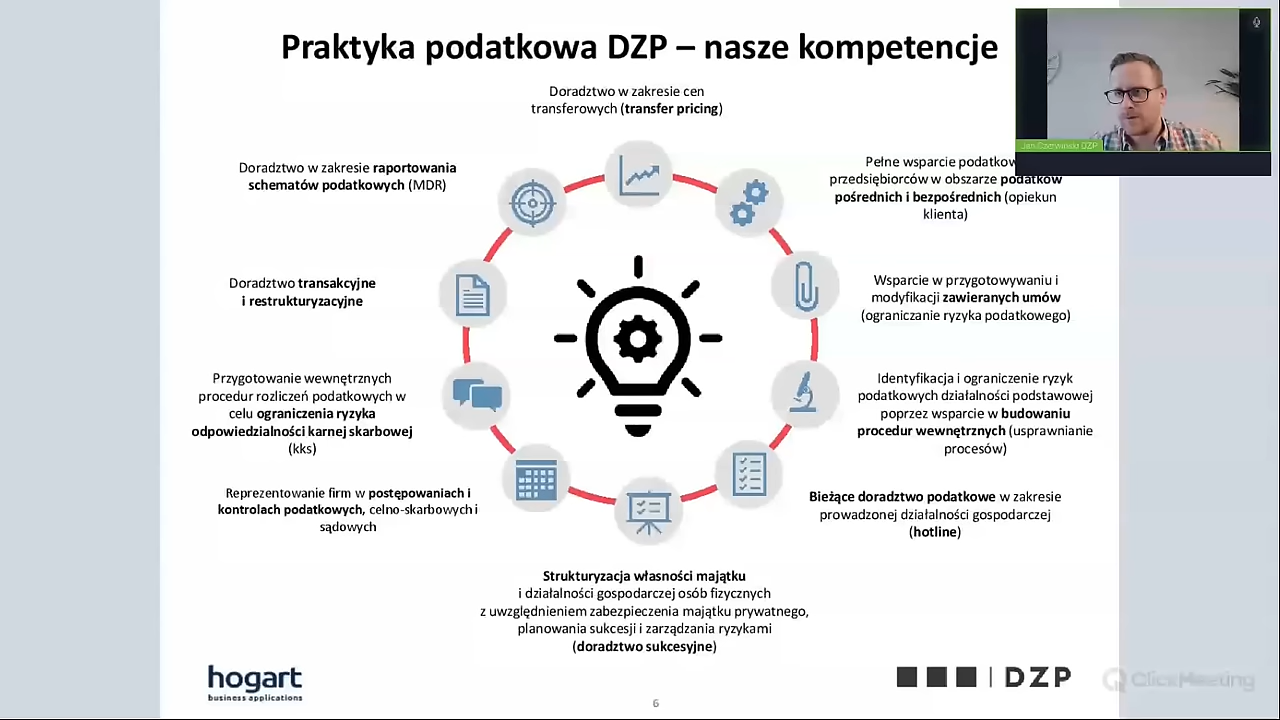 Praktyka podatkowa DZP – nasze kompetencje
Doradztwo w zakresie cen
transferowych (transfer pricing)
Jan Czerwiński DZP
Doradztwo w zakresie raportowania
schematów podatkowych (MDR)
Pełne wsparcie
przedsiębiorców w obszarze podatków
pośrednich i bezpośrednich (opiekun
klienta)
Doradztwo transakcyjne
i restrukturyzacyjne
Wsparcie w przygotowywaniu i
modyfikacji zawieranych umów
(ograniczanie ryzyka podatkowego)
Przygotowanie wewnętrznych
procedur rozliczeń podatkowych w
celu ograniczenia ryzyka
odpowiedzialności karnej skarbowej
(kks)
Identyfikacja i ograniczenie ryzyk
podatkowych działalności podstawowej
poprzez wsparcie w budowaniu
procedur wewnętrznych (usprawnianie
procesów)
Reprezentowanie firm w postępowaniach i
kontrolach podatkowych, celno-skarbowych i
sądowych
Bieżące doradztwo podatkowe w zakresie
prowadzonej działalności gospodarczej
(hotline)
Strukturyzacja własności majątku
i działalności gospodarczej osób fizycznych
z uwzględnieniem zabezpieczenia majątku prywatnego,
planowania sukcesji i zarządzania ryzykami
(doradztwo sukcesyjne)
hogart
business applications
DZP
ClickMeeting
6